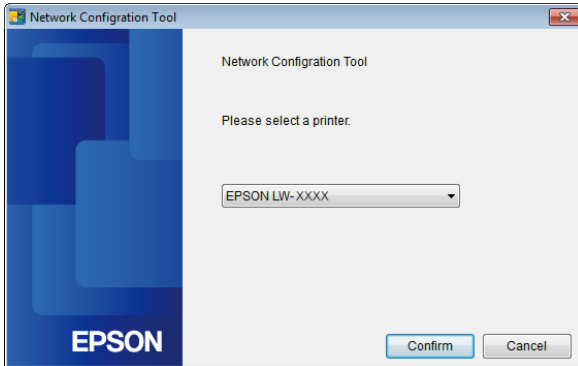 Network Configration Tool
Network Configration Tool
Please select a printer.
EPSON LW-XXXX
EPSON
Confirm
Cancel